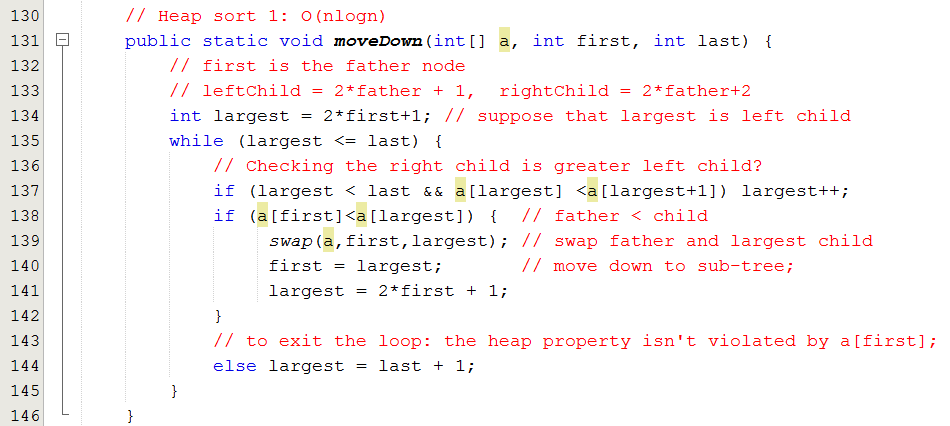 130 // Heap sort 1: O(nlogn)
131 public static void moveDown(int[] a, int first, int last) {
132 // first is the father node
133 // leftChild = 2*father + 1,  rightChild = 2*father+2
134 int largest = 2*first+1; // suppose that largest is left child
135 while (largest <= last) {
136 // Checking the right child is greater left child?
137 if (largest < last && a[largest] <a[largest+1]) largest++;
138 if (a[first]<a[largest]) {  // father < child
139 swap(a,first,largest); // swap father and largest child
140 first = largest;       // move down to sub-tree;
141 largest = 2*first + 1;
142 }
143 // to exit the loop: the heap property isn't violated by a[first];
144 else largest = last + 1;
145 }
146 }